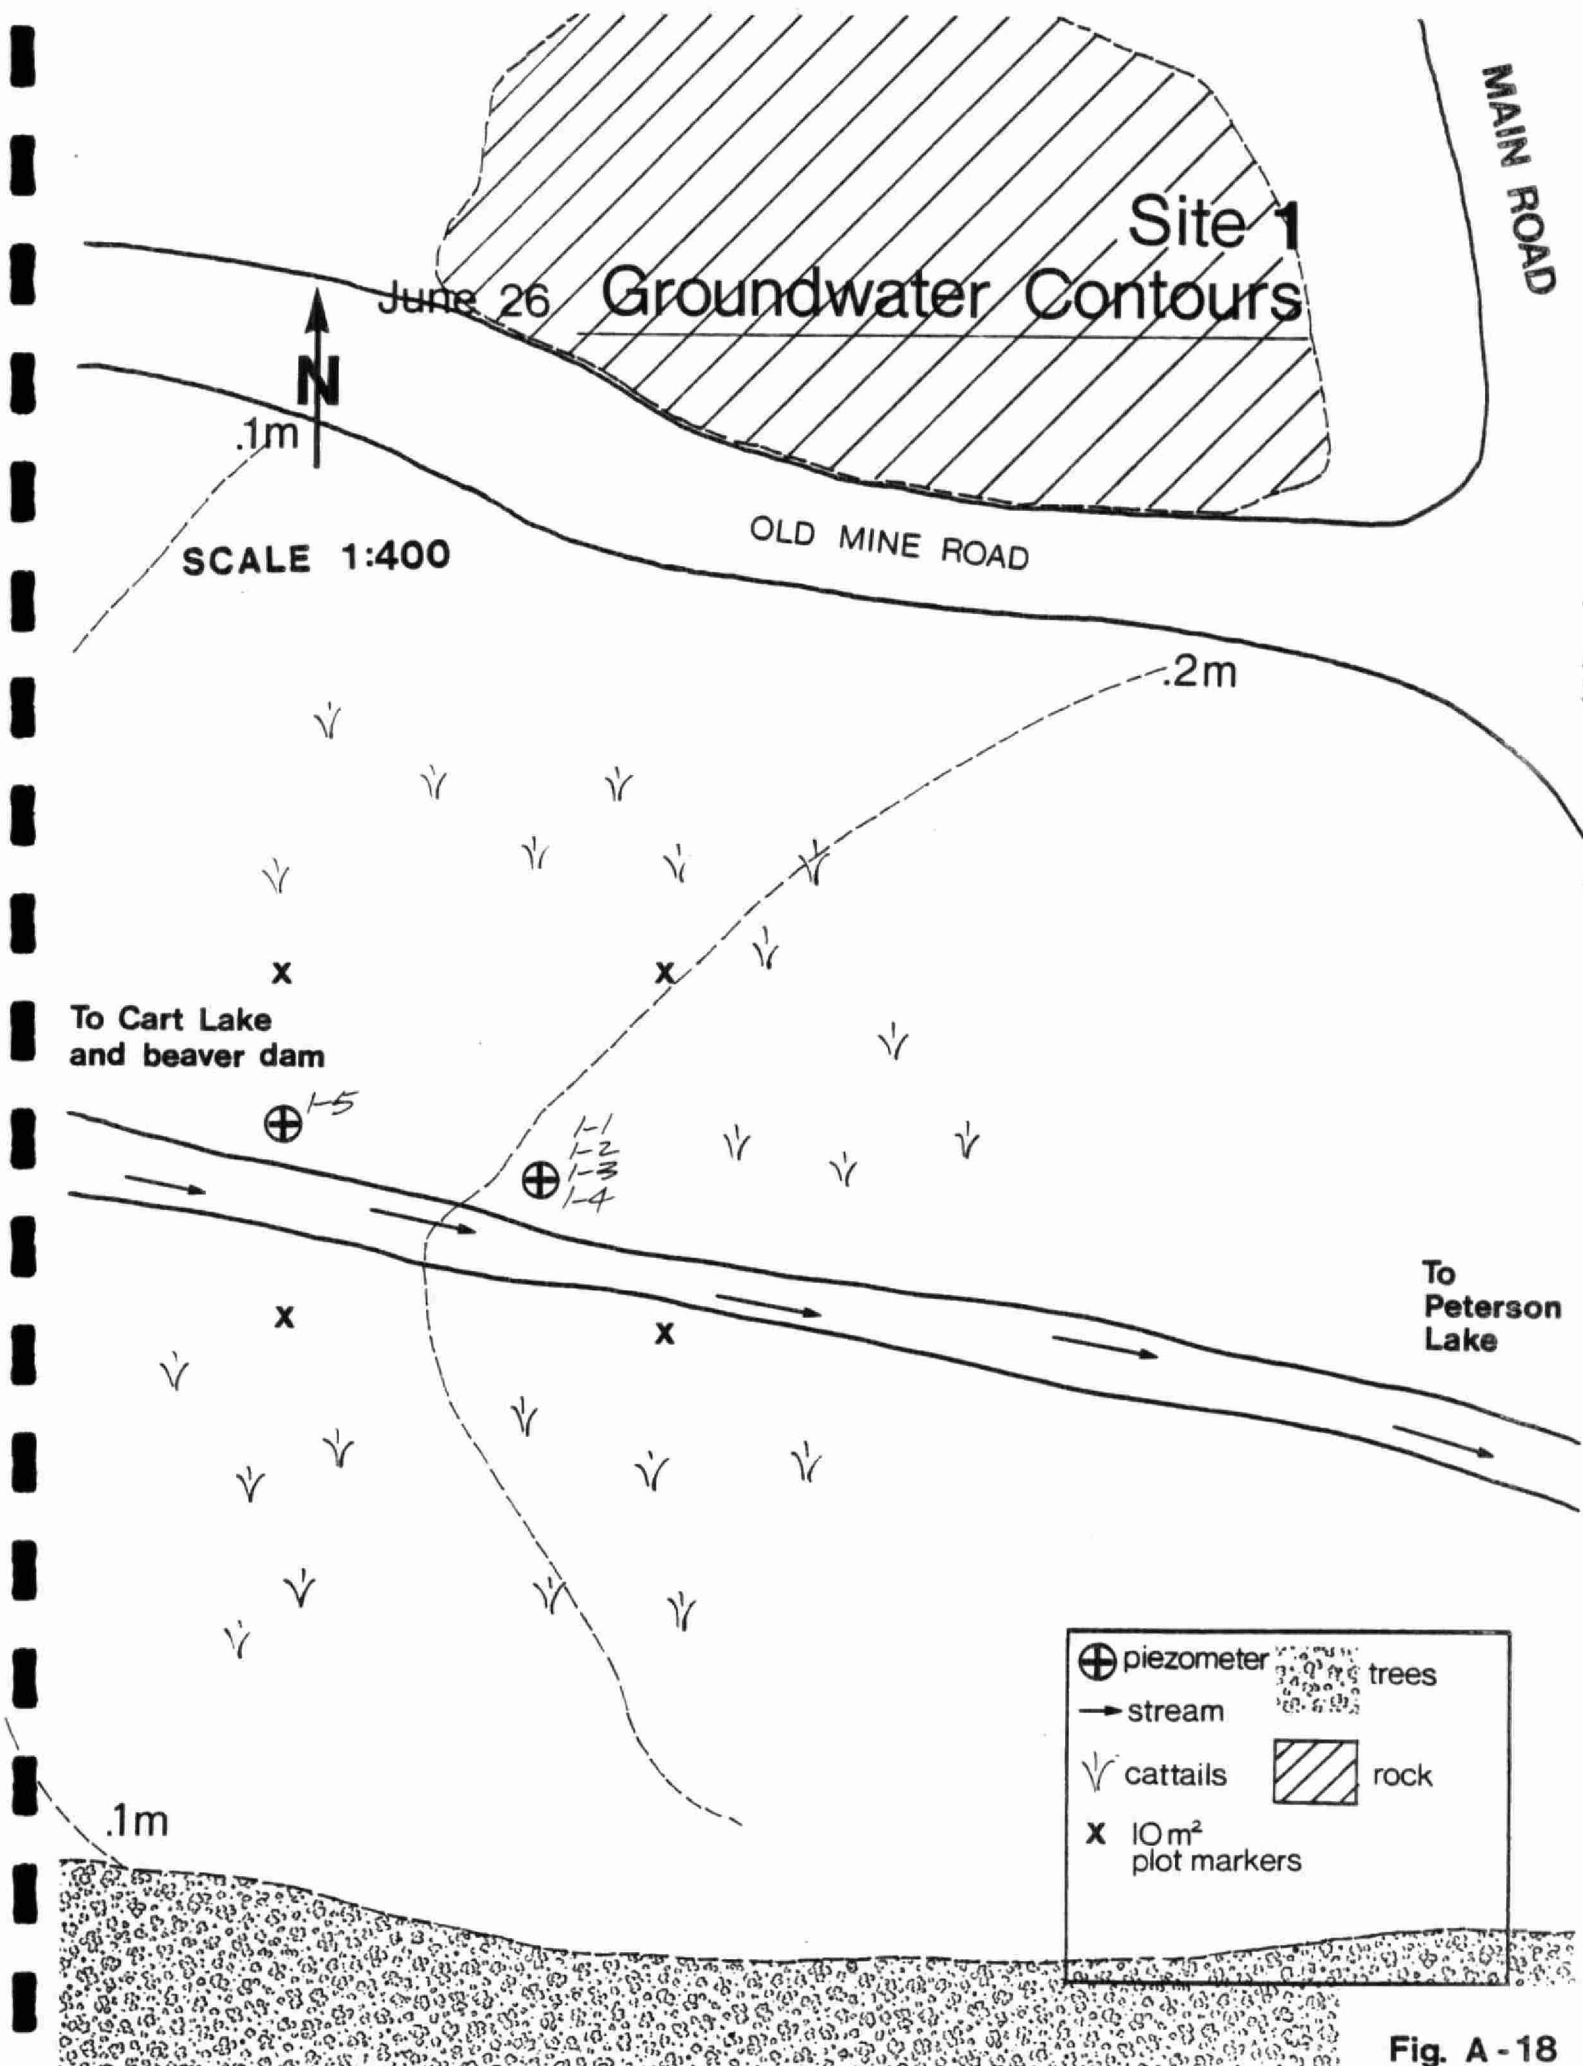 MAIN ROAD
Site 1
June 26 Groundwater Contours
N
.1m
SCALE 1:400
OLD MINE ROAD
.2m
X X
To Cart Lake
and beaver dam
1-5
1-1
1-2
1-3
1-4
To
Peterson
Lake
X X
piezometer
trees
stream
cattails
rock
X 10m²
plot markers
.1m
Fig. A-18